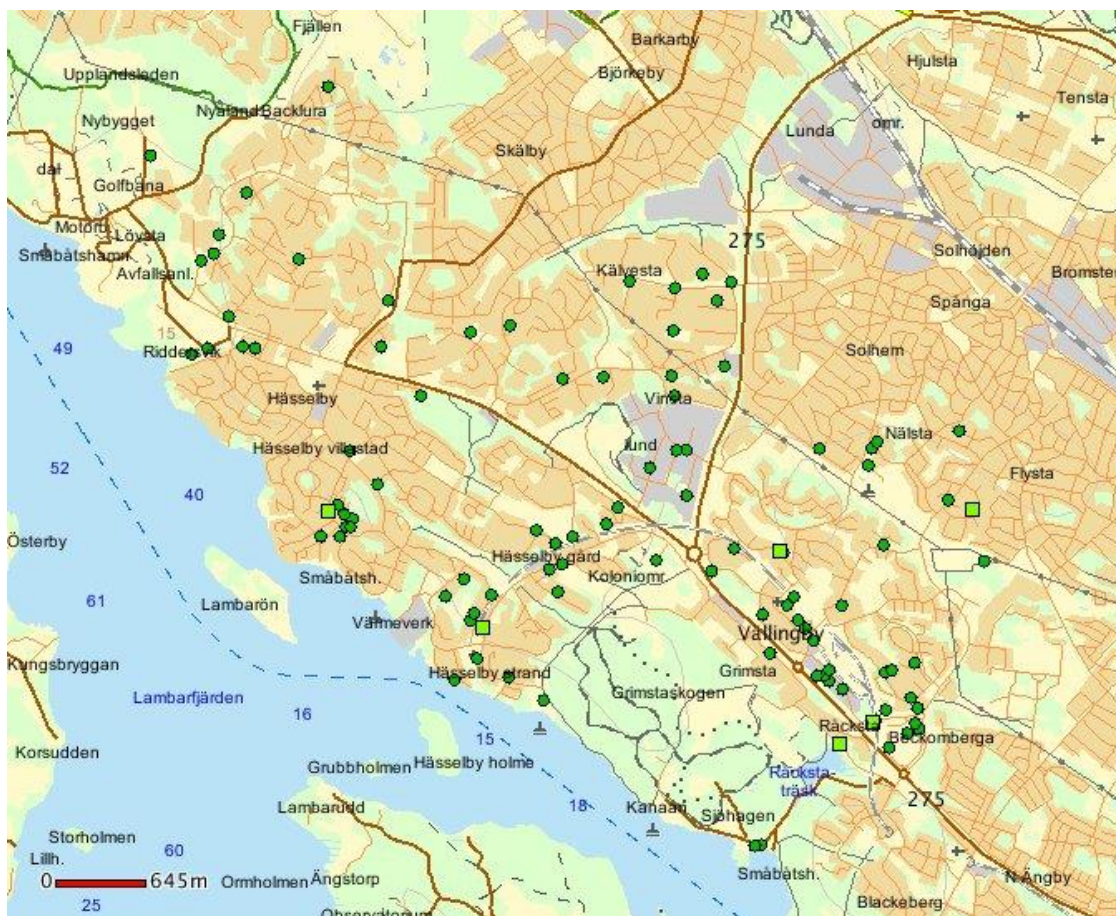 Fjällen
Barkarby
Hjulsta
Björkeby
Upplandsleden
Tensta
Nyaland
Backlura
Nybygget
Lunda
omr.
Skälby
dal
Golfbana
Motorb.
Lövsta
275
Solhöjden
Småbåtshamn
Avfallsanl.
Kälvesta
Bromsten
Spånga
15
49
Riddersvik
Solhem
Hässelby
Vinsta
Nälsta
Hässelby villastad
lund
Flysta
52
40
Österby
Hässelby gård
Småbåtsh.
Koloniomr.
61
Lambarön
Värmeverk
Vällingby
Kungsbryggan
Hässelby strand
Grimsta
Lambarfjärden
Grimstaskogen
16
Råcksta
Beckomberga
15
Korsudden
Hässelby holme
Grubbholmen
Råcksta-
träsk
18
275
Lambarudd
Kanaan
Sjöhagen
Storholmen
60
Lillh.
Småbåtsh.
N Ängby
0
645m
Ormholmen
Ängstorp
Blackeberg
25
Observatorium